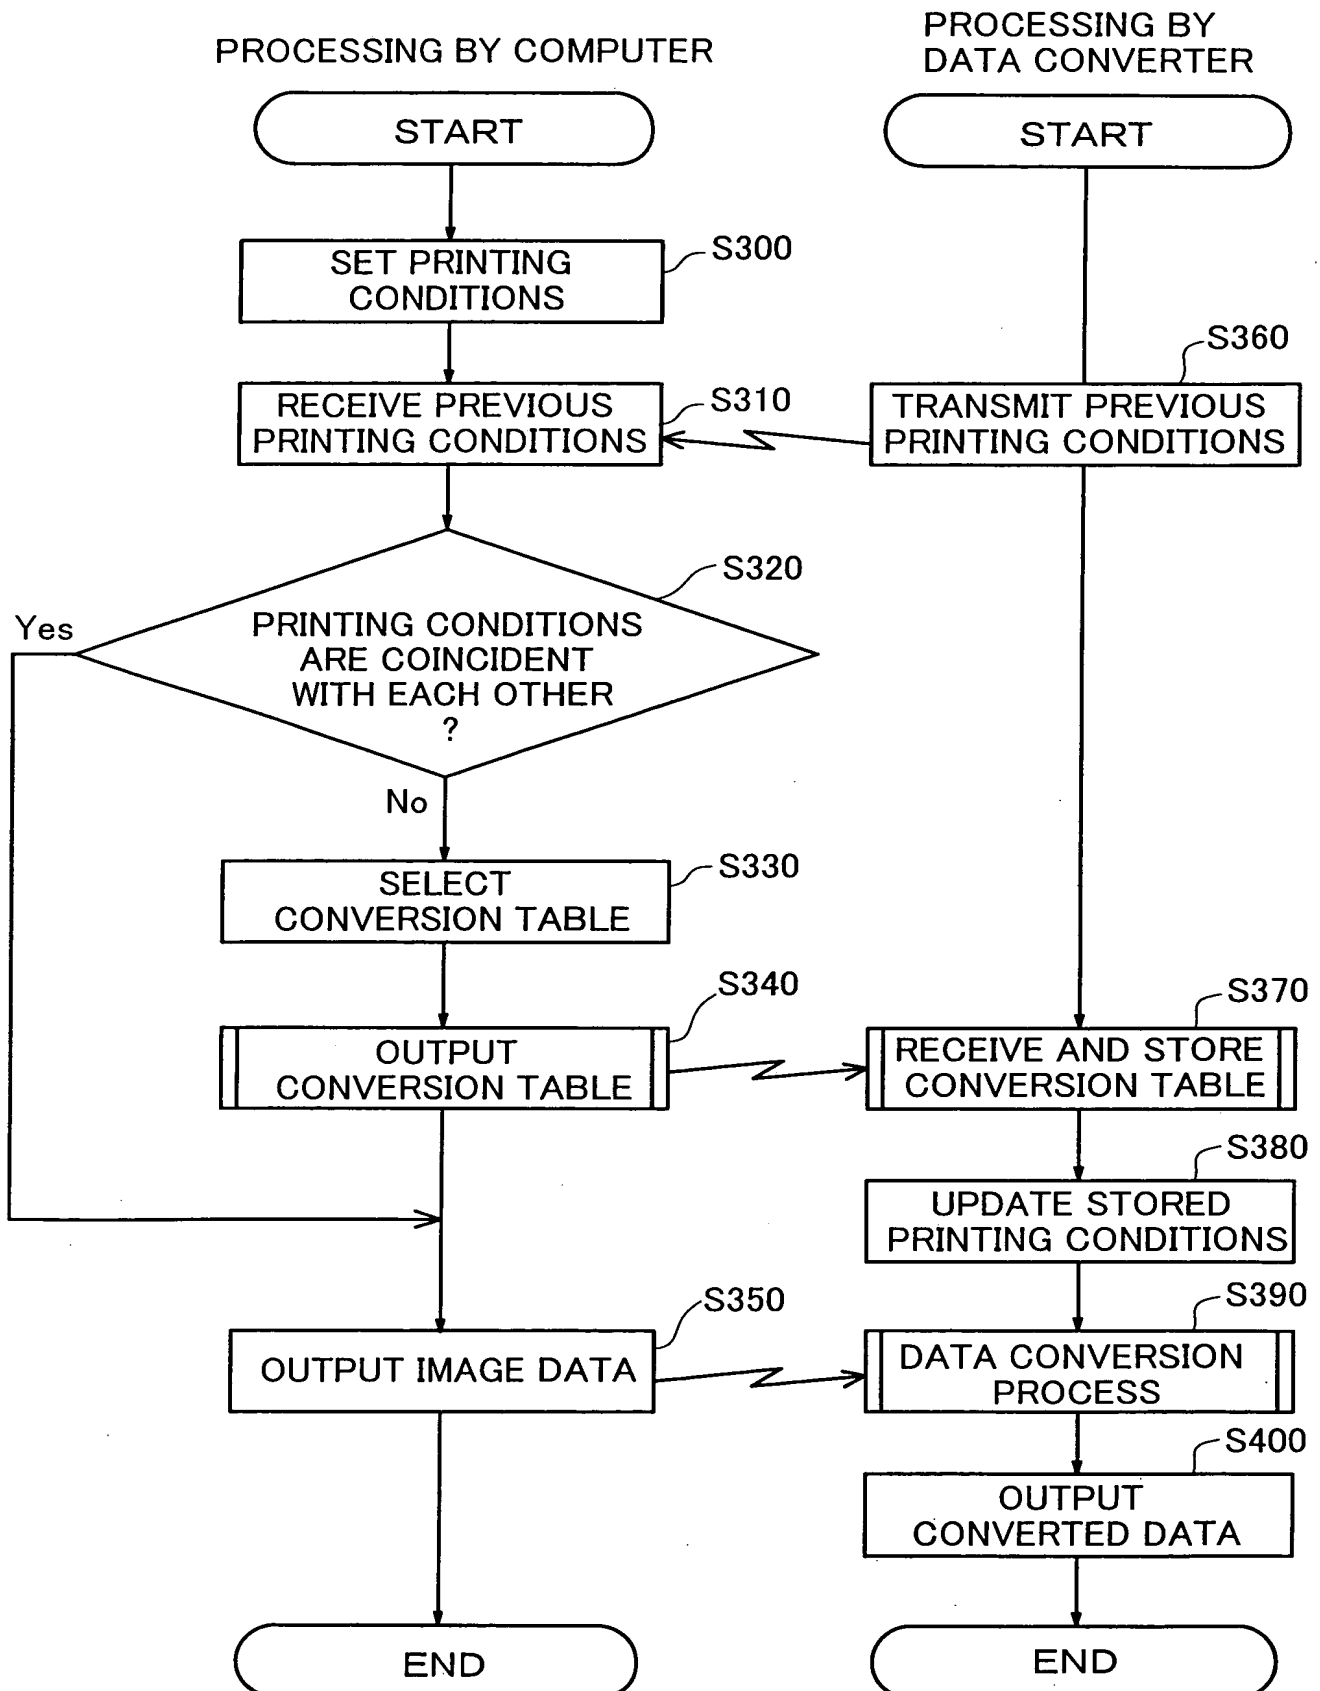 PROCESSING BY COMPUTER
PROCESSING BY
DATA CONVERTER
START
START
S300
SET PRINTING
CONDITIONS
S360
S310
RECEIVE PREVIOUS
PRINTING CONDITIONS
TRANSMIT PREVIOUS
PRINTING CONDITIONS
S320
Yes
PRINTING CONDITIONS
ARE COINCIDENT
WITH EACH OTHER
?
No
S330
SELECT
CONVERSION TABLE
S340
OUTPUT
CONVERSION TABLE
S370
RECEIVE AND STORE
CONVERSION TABLE
S380
UPDATE STORED
PRINTING CONDITIONS
S350
OUTPUT IMAGE DATA
S390
DATA CONVERSION
PROCESS
S400
OUTPUT
CONVERTED DATA
END
END